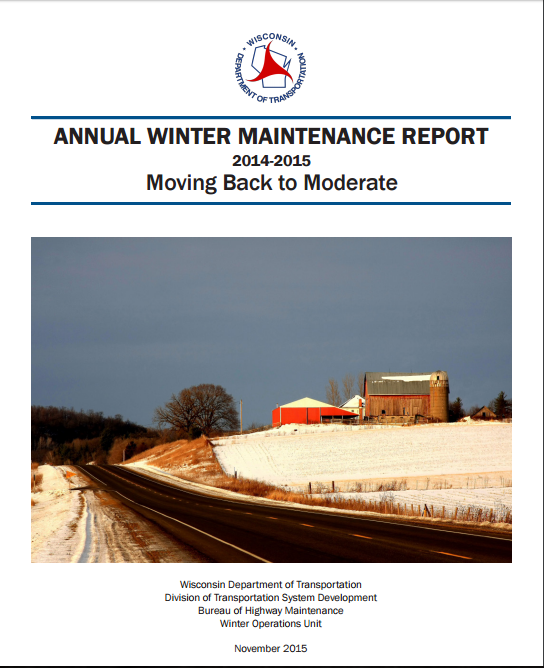 WISCONSIN
DEPARTMENT OF TRANSPORTATION
ANNUAL WINTER MAINTENANCE REPORT
2014-2015
Moving Back to Moderate
Wisconsin Department of Transportation
Division of Transportation System Development
Bureau of Highway Maintenance
Winter Operations Unit
November 2015